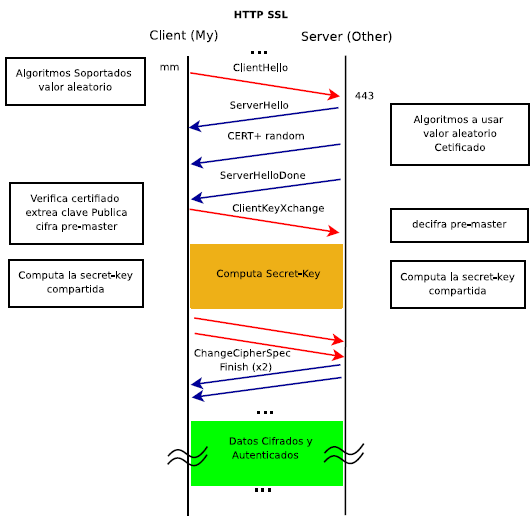 HTTP SSL
Client (My)
Server (Other)
...
mm
ClientHello
Algoritmos Soportados
valor aleatorio
443
ServerHello
Algoritmos a usar
valor aleatorio
Cetificado
CERT+ random
ServerHelloDone
Verifica certifiado
extrea clave Publica
cifra pre-master
ClientKeyXchange
decifra pre-master
Computa Secret-Key
Computa la secret-key
compartida
Computa la secret-key
compartida
ChangeCipherSpec
Finish (x2)
...
Datos Cifrados y
Autenticados
...